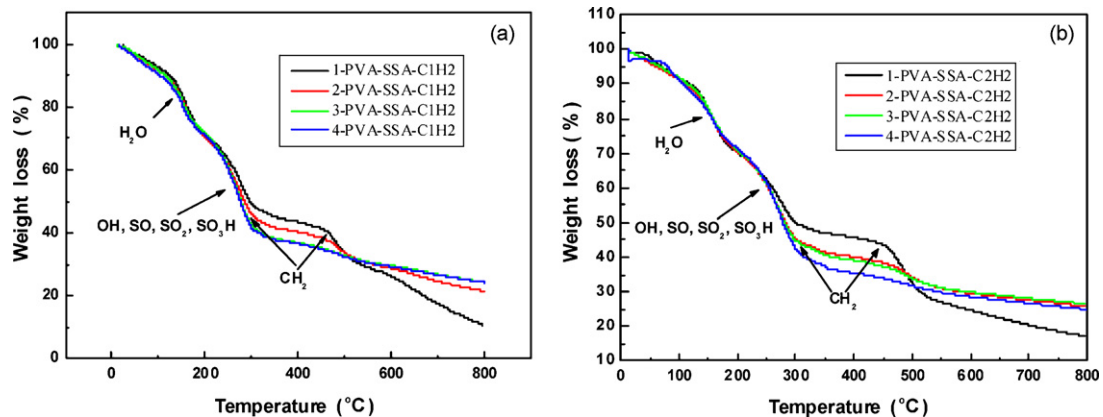 (a)
1-PVA-SSA-C1H2
2-PVA-SSA-C1H2
3-PVA-SSA-C1H2
4-PVA-SSA-C1H2
H₂O
OH, SO, SO₂, SO₃H
CH₂
Weight loss ( % )
100
80
60
40
20
0
0 200 400 600 800
Temperature (°C)
(b)
1-PVA-SSA-C2H2
2-PVA-SSA-C2H2
3-PVA-SSA-C2H2
4-PVA-SSA-C2H2
H₂O
OH, SO, SO₂, SO₃H
CH₂
Weight loss ( % )
110
100
90
80
70
60
50
40
30
20
10
0 100 200 300 400 500 600 700 800
Temperature (°C)